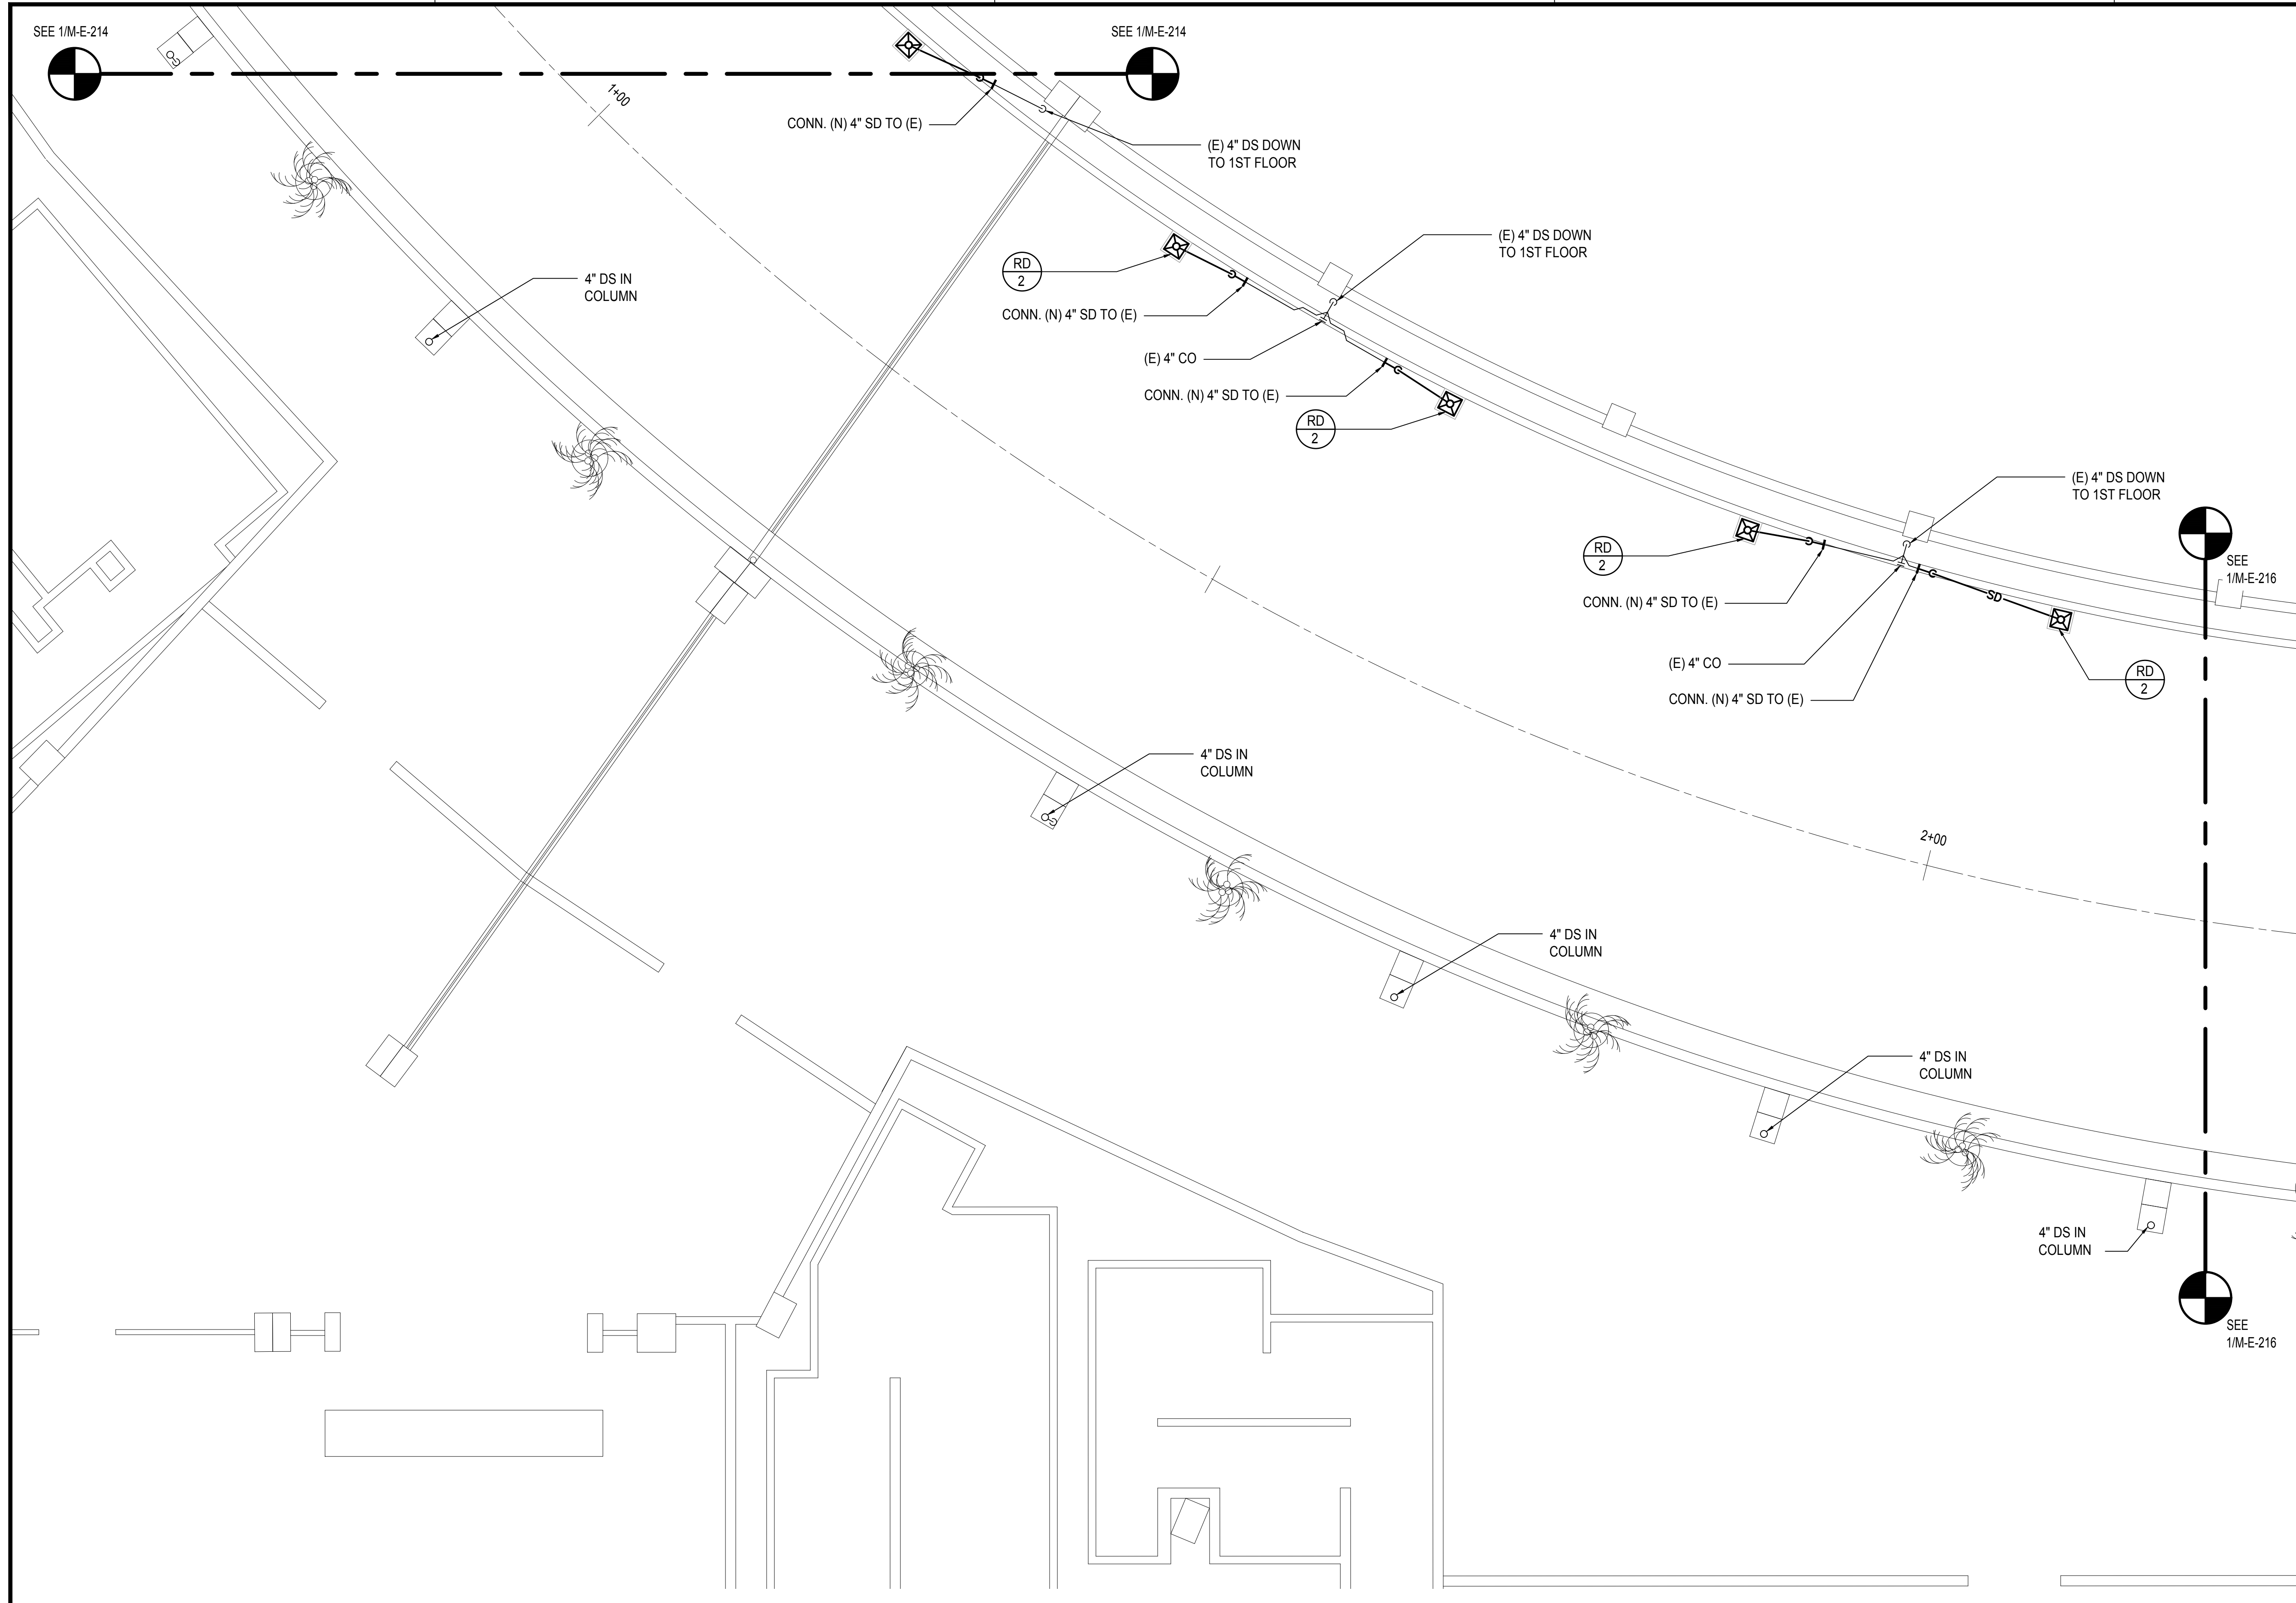 SEE 1/M-E-214
SEE 1/M-E-214
1+00
CONN. (N) 4" SD TO (E)
(E) 4" DS DOWN
TO 1ST FLOOR
(E) 4" DS DOWN
TO 1ST FLOOR
RD
2
4" DS IN
COLUMN
CONN. (N) 4" SD TO (E)
(E) 4" CO
CONN. (N) 4" SD TO (E)
RD
2
(E) 4" DS DOWN
TO 1ST FLOOR
RD
2
SEE
1/M-E-216
CONN. (N) 4" SD TO (E)
SD
(E) 4" CO
RD
2
CONN. (N) 4" SD TO (E)
4" DS IN
COLUMN
2+00
4" DS IN
COLUMN
4" DS IN
COLUMN
4" DS IN
COLUMN
SEE
1/M-E-216